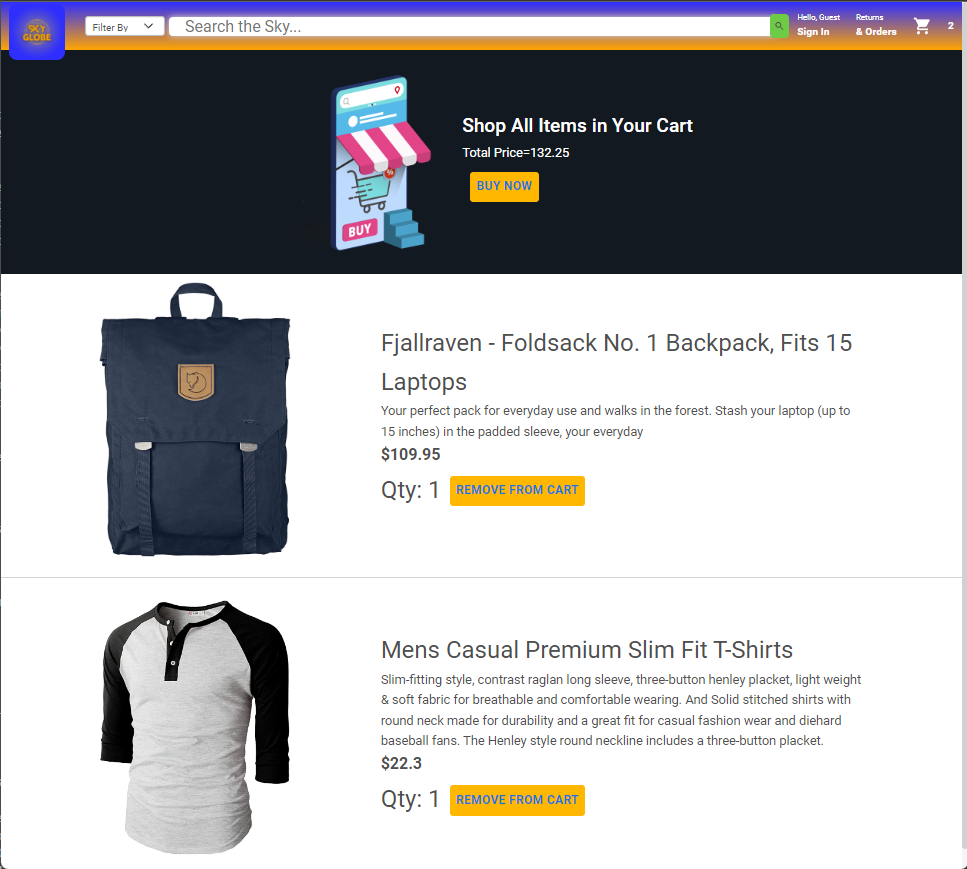 SKY
GLOBE
Filter By
Search the Sky...
Hello, Guest
Sign In
Returns
& Orders
2
Shop All Items in Your Cart
Total Price=132.25
BUY NOW
%
BUY
Fjallraven - Foldsack No. 1 Backpack, Fits 15
Laptops
Your perfect pack for everyday use and walks in the forest. Stash your laptop (up to
15 inches) in the padded sleeve, your everyday
$109.95
Qty: 1
REMOVE FROM CART
Mens Casual Premium Slim Fit T-Shirts
Slim-fitting style, contrast raglan long sleeve, three-button henley placket, light weight
& soft fabric for breathable and comfortable wearing. And Solid stitched shirts with
round neck made for durability and a great fit for casual fashion wear and diehard
baseball fans. The Henley style round neckline includes a three-button placket.
$22.3
Qty: 1
REMOVE FROM CART